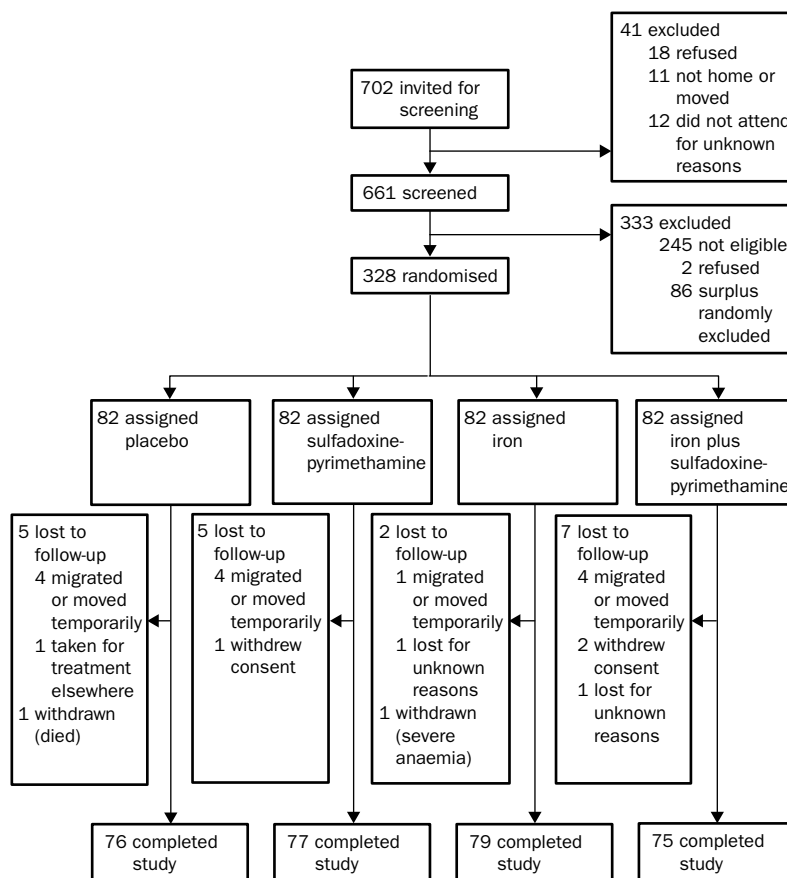 702 invited for
screening
41 excluded
18 refused
11 not home or
moved
12 did not attend
for unknown
reasons
661 screened
333 excluded
245 not eligible
2 refused
86 surplus
randomly
excluded
328 randomised
82 assigned
placebo
82 assigned
sulfadoxine-
pyrimethamine
82 assigned
iron
82 assigned
iron plus
sulfadoxine-
pyrimethamine
5 lost to
follow-up
4 migrated
or moved
temporarily
1 taken for
treatment
elsewhere
1 withdrawn
(died)
5 lost to
follow-up
4 migrated
or moved
temporarily
1 withdrew
consent
2 lost to
follow-up
1 migrated
or moved
temporarily
1 lost for
unknown
reasons
1 withdrawn
(severe
anaemia)
7 lost to
follow-up
4 migrated
or moved
temporarily
2 withdrew
consent
1 lost for
unknown
reasons
76 completed
study
77 completed
study
79 completed
study
75 completed
study